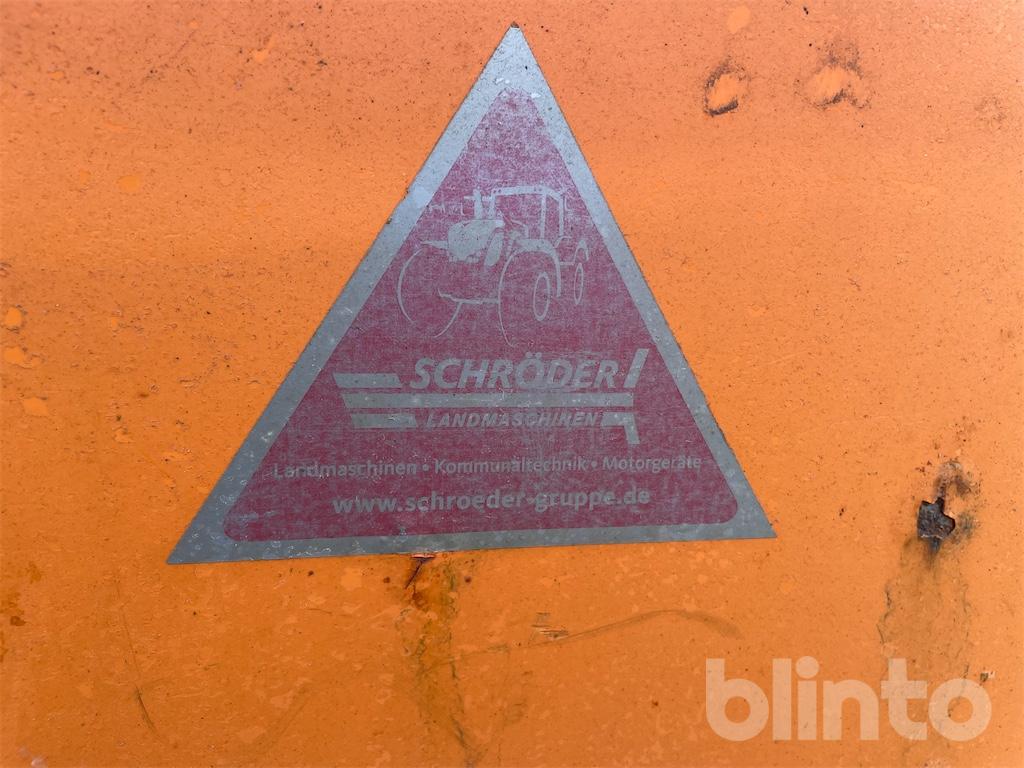 SCHRÖDER
LANDMASCHINEN
Landmaschinen • Kommunaltechnik • Motorgeräte
www.schroeder-gruppe.de
blinto